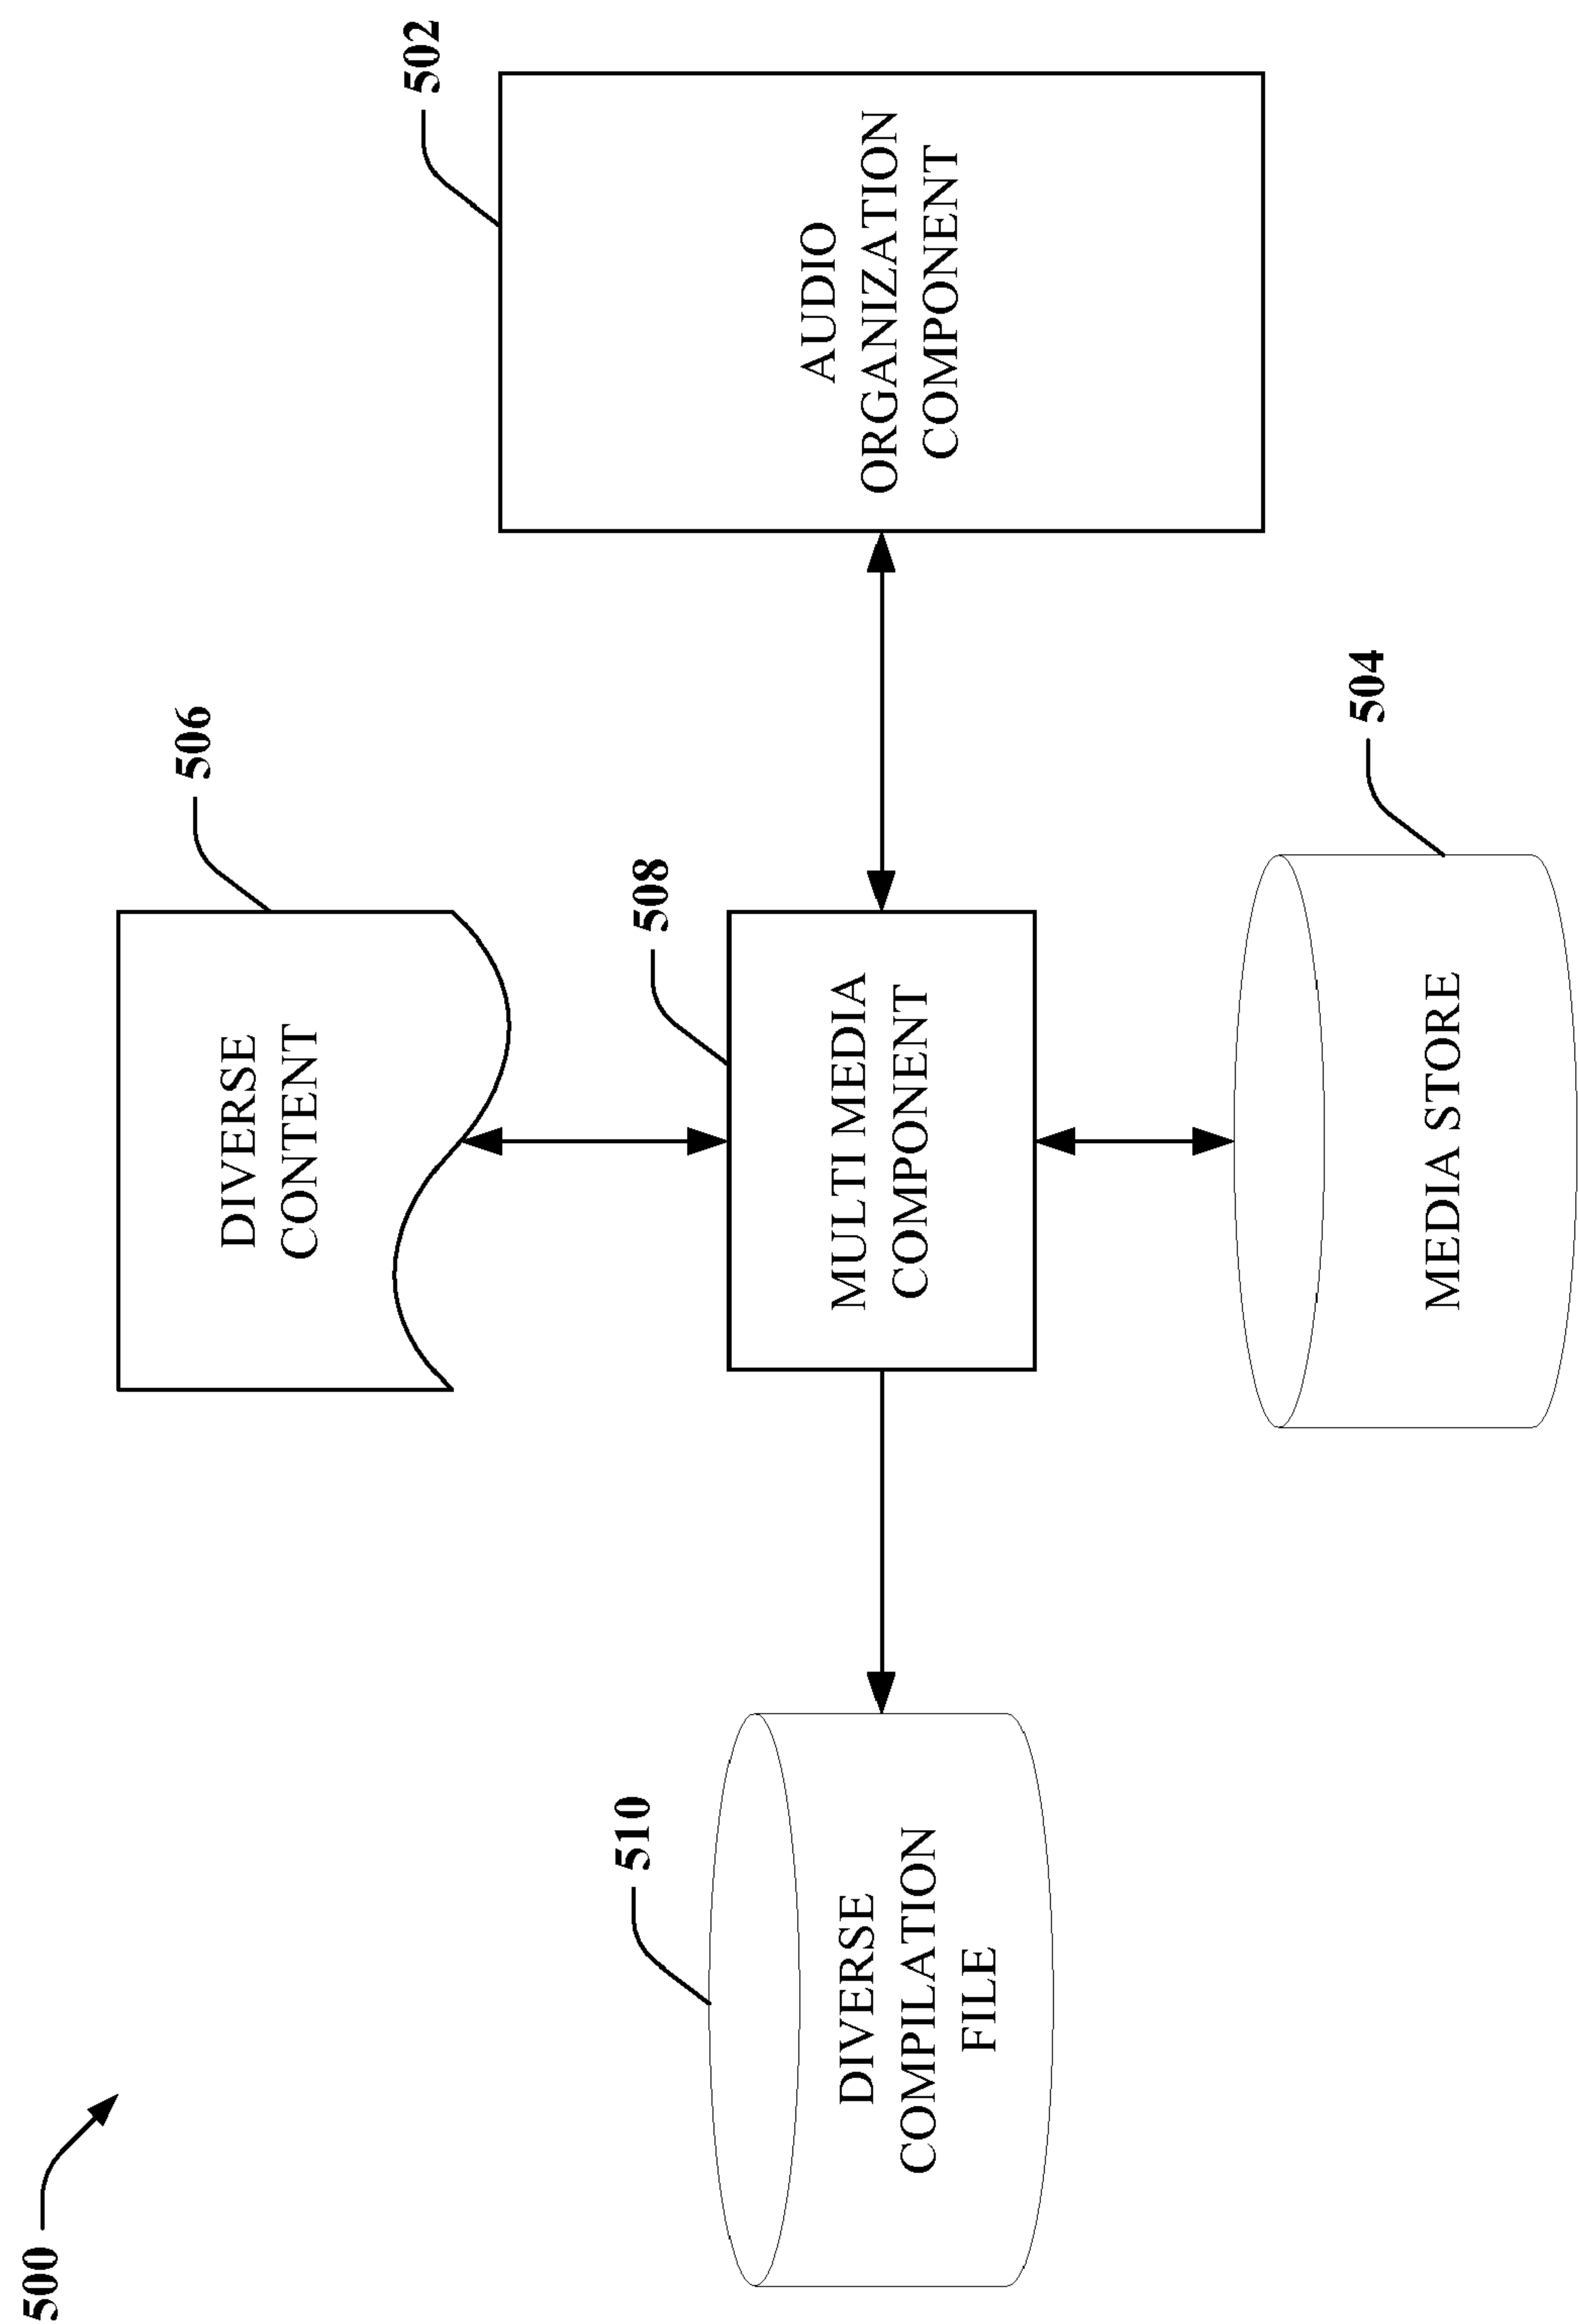 500
506
DIVERSE
CONTENT
502
510
DIVERSE
COMPILATION
FILE
508
MULTI MEDIA
COMPONENT
AUDIO
ORGANIZATION
COMPONENT
504
MEDIA STORE